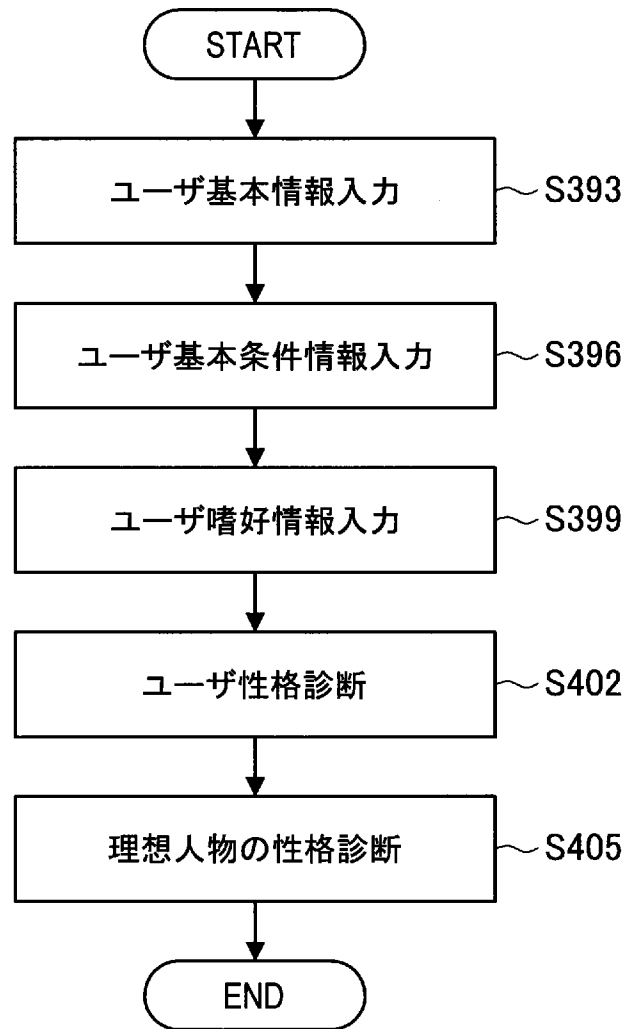 START
ユーザ基本情報入力
S393
ユーザ基本条件情報入力
S396
ユーザ嗜好情報入力
S399
ユーザ性格診断
S402
理想人物の性格診断
S405
END